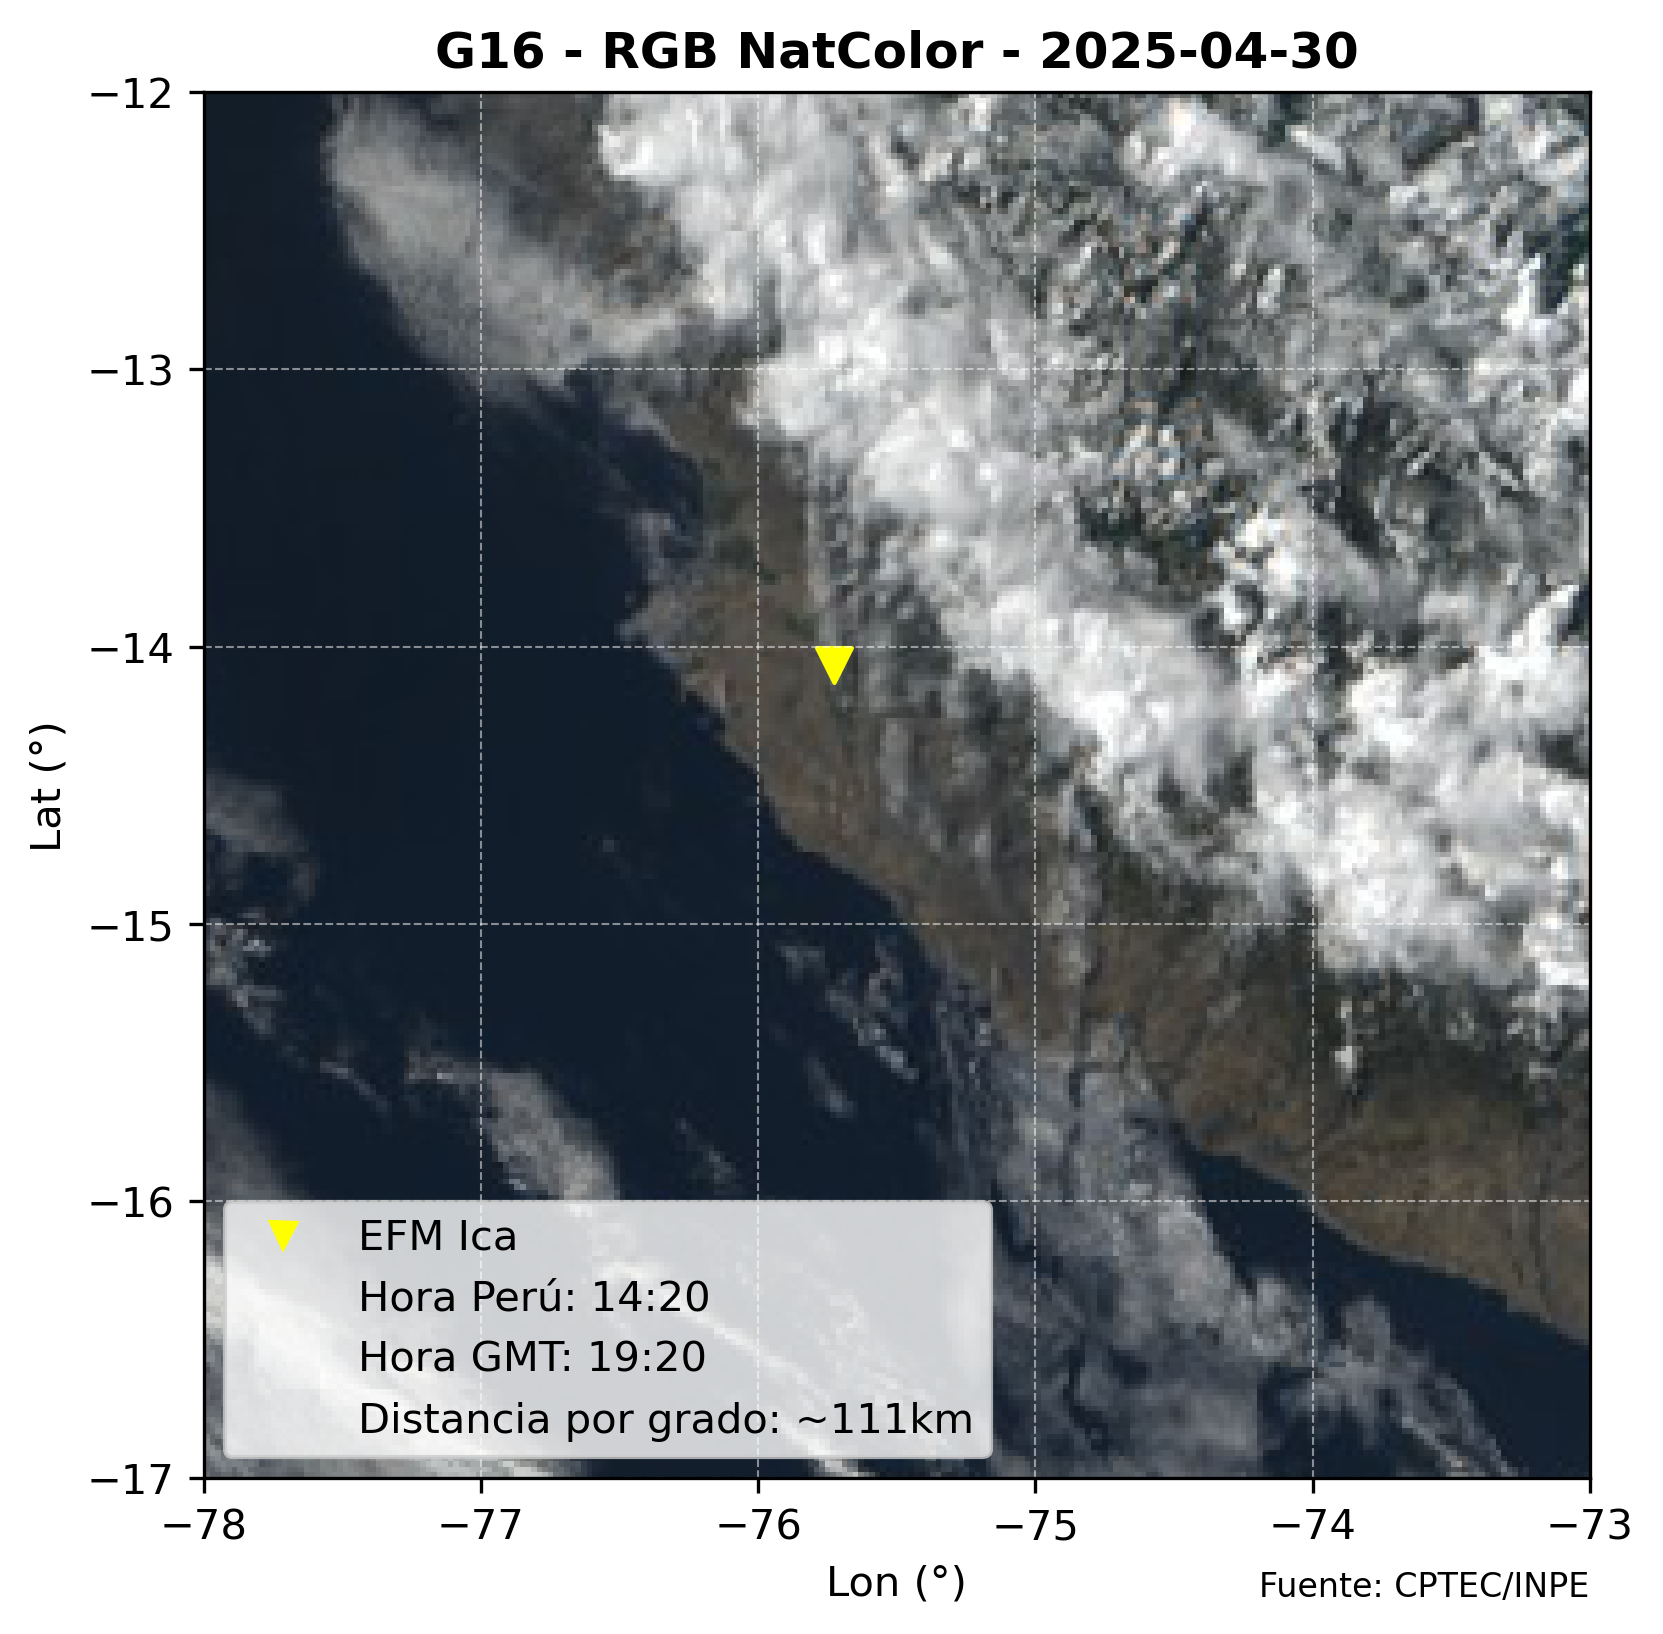 G16 - RGB NatColor - 2025-04-30
−12
−13
−14
−15
−16
−17
Lat (°)
EFM Ica
Hora Perú: 14:20
Hora GMT: 19:20
Distancia por grado: ~111km
−78
−77
−76
−75
−74
−73
Lon (°)
Fuente: CPTEC/INPE